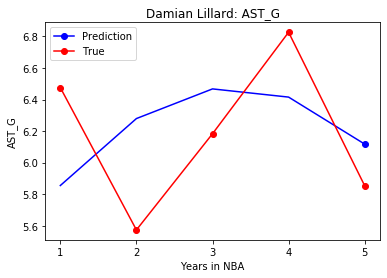 Damian Lillard: AST_G
Prediction
True
AST_G
6.8
6.6
6.4
6.2
6.0
5.8
5.6
1 2 3 4 5
Years in NBA